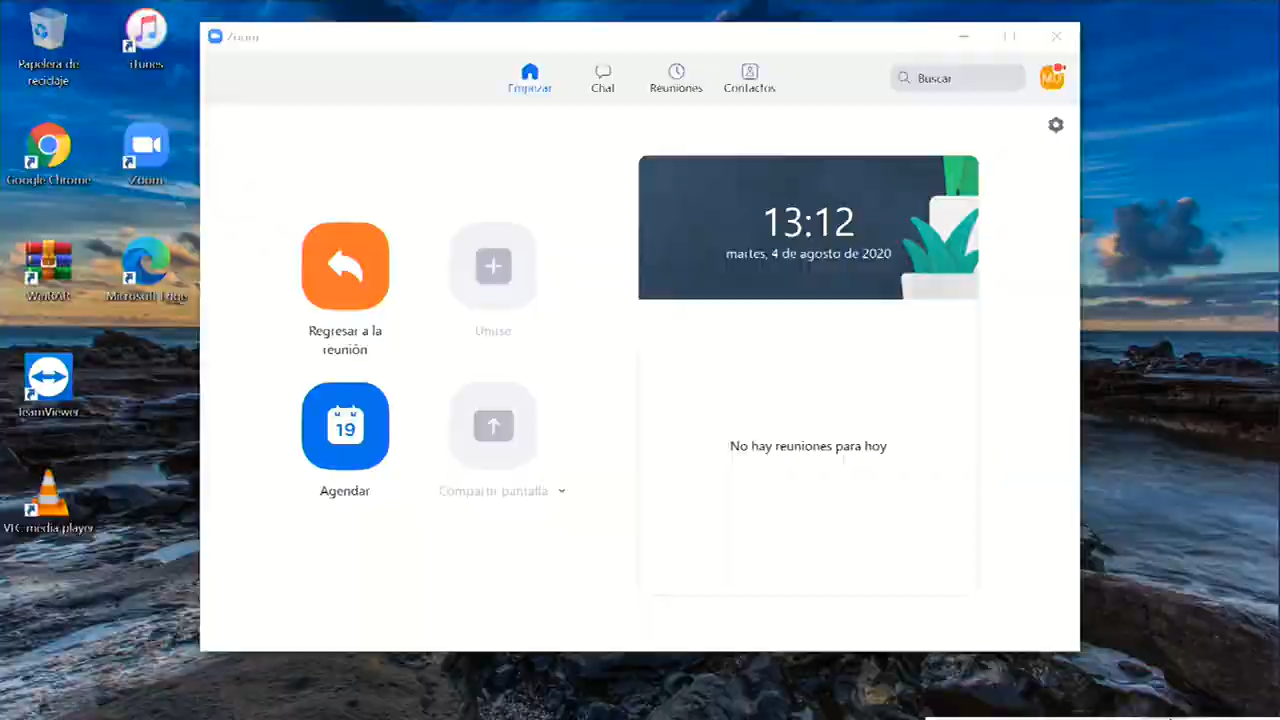 Papelera de
reciclaje
iTunes
Google Chrome
Zoom
WinRAR
Microsoft Edge
TeamViewer
VLC media player
Zoom
Empezar
Chat
Reuniones
Contactos
Buscar
MD
13:12
martes, 4 de agosto de 2020
Regresar a la
reunión
Unirse
19
Agendar
Compartir pantalla
No hay reuniones para hoy